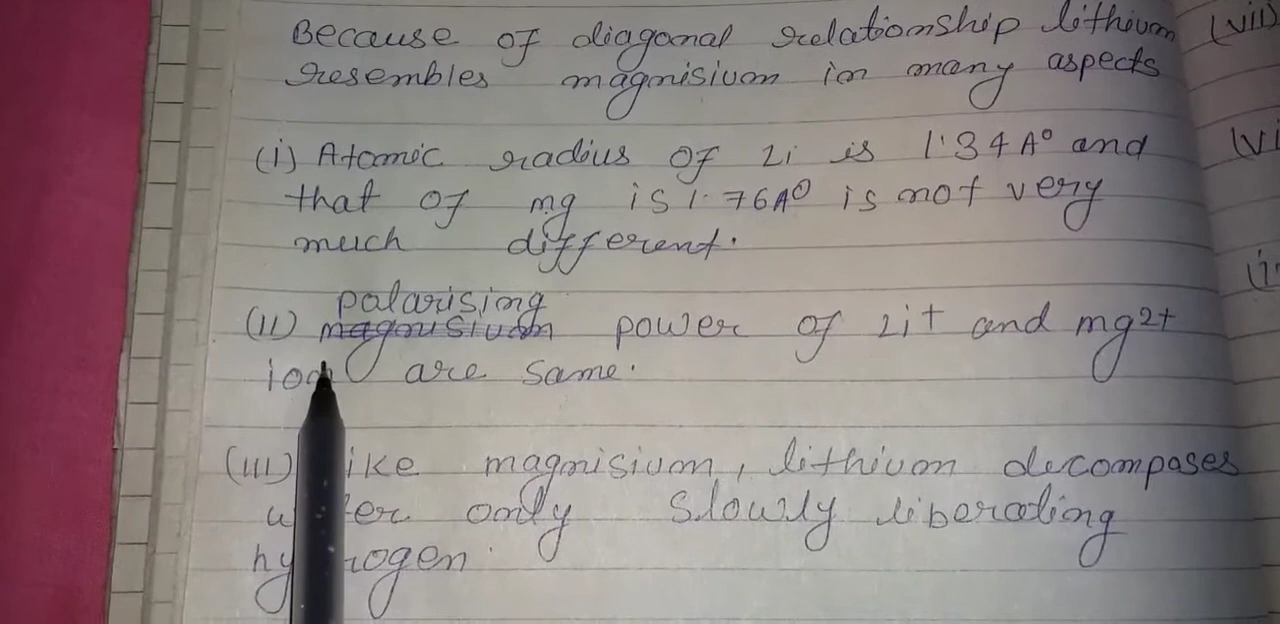 Because of diagonal relationship lithium (vii)
resembles magnisium in many aspects
(i) Atomic radius of Li is 1.34A° and
that of mg is 1.76A° is not very
much different.
polarising
(ii) magnisium power of Li+ and mg2+
ion are same.
(iii) Like magnisium, lithium decompases
water only slowly liberating
hydrogen.